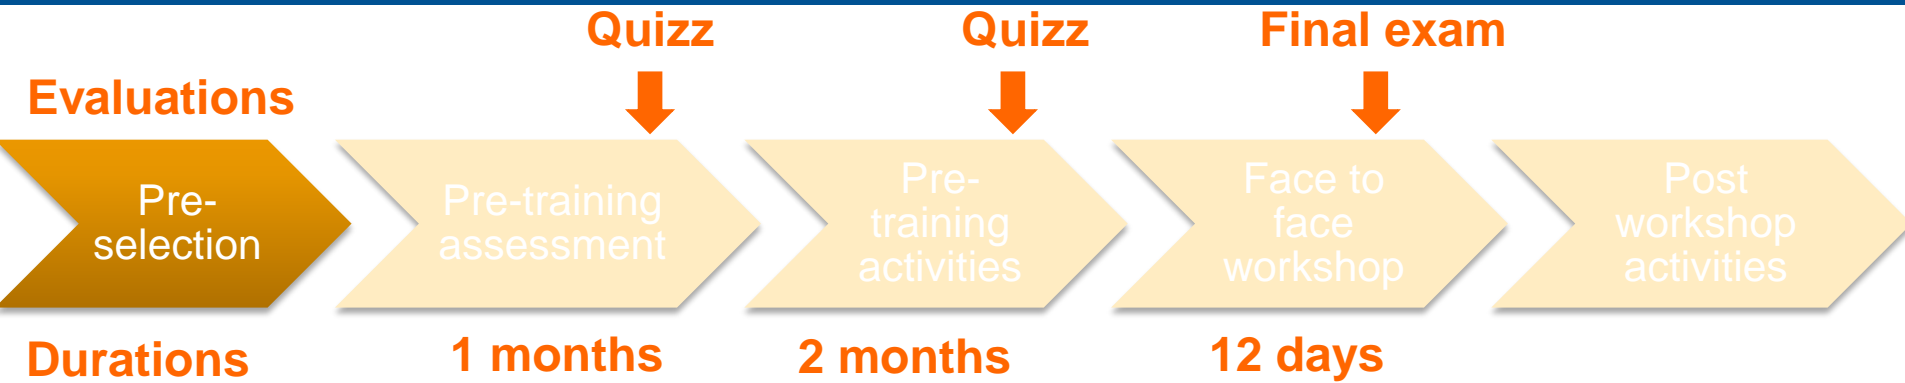 Quizz
Quizz
Final exam
Evaluations
Pre-
selection
Pre-training
assessment
Pre-
training
activities
Face to
face
workshop
Post
workshop
activities
Durations
1 months
2 months
12 days